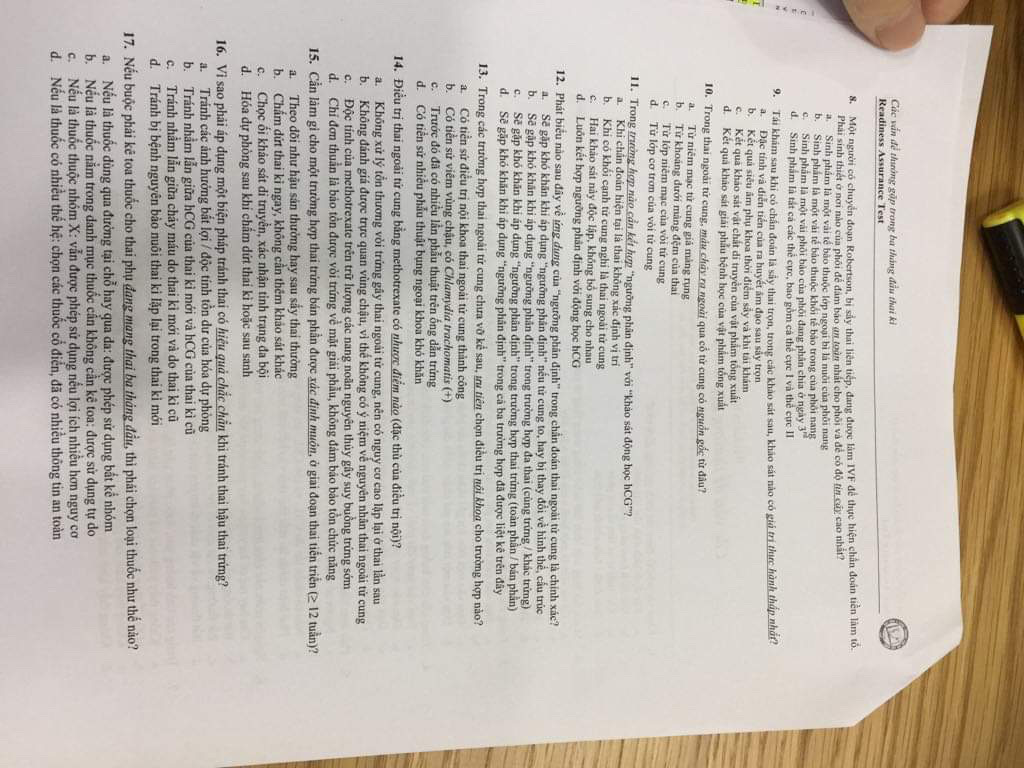 Các vấn đề thường gặp trong ba tháng đầu thai kì
Readiness Assurance Test
8. Một người có chuyển đoạn Robertson, bị sẩy thai liên tiếp, đang được làm IVF để thực hiện chẩn đoán tiền làm tổ.
Phải sinh thiết ở nơi nào của phôi để đảm bảo an toàn nhất cho phôi và để có độ tin cậy cao nhất?
a. Sinh phẩm là một vài tế bào thuộc lớp ngoại bì lá nuôi của phôi nang
b. Sinh phẩm là một vài tế bào thuộc khối tế bào trong của phôi nang
c. Sinh phẩm là một vài phôi bào của phôi đang phân chia ở ngày 3rd
d. Sinh phẩm là tất cả các thể cực, bao gồm cả thể cực I và thể cực II
9. Tái khám sau khi có chẩn đoán là sẩy thai trọn, trong các khảo sát sau, khảo sát nào có giá trị thực hành thấp nhất?
a. Đặc tính và diễn tiến của ra huyết âm đạo sau sẩy trọn
b. Kết quả siêu âm phụ khoa thời điểm sẩy và khi tái khám
c. Kết quả khảo sát vật chất di truyền của vật phẩm tống xuất
d. Kết quả khảo sát giải phẫu bệnh học của vật phẩm tống xuất
10. Trong thai ngoài tử cung, máu chảy ra ngoài qua cổ tử cung có nguồn gốc từ đâu?
a. Từ niêm mạc tử cung giả màng rụng
b. Từ khoảng dưới màng đệm của thai
c. Từ lớp niêm mạc của vòi tử cung
d. Từ lớp cơ trơn của vòi tử cung
11. Trong trường hợp nào cần kết hợp "ngưỡng phân định" với "khảo sát động học hCG"?
a. Khi chẩn đoán hiện tại là thai không xác định vị trí
b. Khi có khối cạnh tử cung nghi là thai ngoài tử cung
c. Hai khảo sát này độc lập, không bổ sung cho nhau
d. Luôn kết hợp ngưỡng phân định với động học hCG
12. Phát biểu nào sau đây về ứng dụng của "ngưỡng phân định" trong chẩn đoán thai ngoài tử cung là chính xác?
a. Sẽ gặp khó khăn khi áp dụng "ngưỡng phân định" nếu tử cung to, hay bị thay đổi về hình thể, cấu trúc
b. Sẽ gặp khó khăn khi áp dụng "ngưỡng phân định" trong trường hợp đa thai (cùng trứng / khác trứng)
c. Sẽ gặp khó khăn khi áp dụng "ngưỡng phân định" trong trường hợp thai trứng (toàn phần / bán phần)
d. Sẽ gặp khó khăn khi áp dụng "ngưỡng phân định" trong cả ba trường hợp đã được liệt kê trên đây
13. Trong các trường hợp thai ngoài tử cung chưa vỡ kể sau, ưu tiên chọn điều trị nội khoa cho trường hợp nào?
a. Có tiền sử điều trị nội khoa thai ngoài tử cung thành công
b. Có tiền sử viêm vùng chậu, có Chlamydia trachomatis (+)
c. Trước đó đã có nhiều lần phẫu thuật trên ống dẫn trứng
d. Có tiền sử nhiều phẫu thuật bụng ngoại khoa khó khăn
14. Điều trị thai ngoài tử cung bằng methotrexate có nhược điểm nào (đặc thù của điều trị nội)?
a. Không xử lý tổn thương vòi trứng gây thai ngoài tử cung, nên có nguy cơ cao lặp lại ở thai lần sau
b. Không đánh giá được trực quan vùng chậu, vì thế không có ý niệm về nguyên nhân thai ngoài tử cung
c. Độc tính của methotrexate trên trữ lượng các nang noãn nguyên thủy gây suy buồng trứng sớm
d. Chỉ đơn thuần là bảo tồn được vòi trứng về mặt giải phẫu, không đảm bảo bảo tồn chức năng
15. Cần làm gì cho một trường hợp thai trứng bán phần được xác định muộn, ở giai đoạn thai tiến triển (≥ 12 tuần)?
a. Theo dõi như hậu sản thường hay sau sẩy thai thường
b. Chấm dứt thai kì ngay, không cần thêm khảo sát khác
c. Chọc ối khảo sát di truyền, xác nhận tình trạng đa bội
d. Hóa dự phòng sau khi chấm dứt thai kì hoặc sau sanh
16. Vì sao phải áp dụng một biện pháp tránh thai có hiệu quả chắc chắn khi tránh thai hậu thai trứng?
a. Tránh các ảnh hưởng bất lợi / độc tính tồn dư của hóa dự phòng
b. Tránh nhầm lẫn giữa hCG của thai kì mới và hCG của thai kì cũ
c. Tránh nhầm lẫn giữa chảy máu do thai kì mới và do thai kì cũ
d. Tránh bị bệnh nguyên bào nuôi thai kì lặp lại trong thai kì mới
17. Nếu buộc phải kê toa thuốc cho thai phụ đang mang thai ba tháng đầu, thì phải chọn loại thuốc như thế nào?
a. Nếu là thuốc dùng qua đường tại chỗ hay qua da: được phép sử dụng bất kể nhóm
b. Nếu là thuốc nằm trong danh mục thuốc cần không cần kê toa: được sử dụng tự do
c. Nếu là thuốc thuộc nhóm X: vẫn được phép sử dụng nếu lợi ích nhiều hơn nguy cơ
d. Nếu là thuốc có nhiều thế hệ: chọn các thuốc cổ điển, đã có nhiều thông tin an toàn